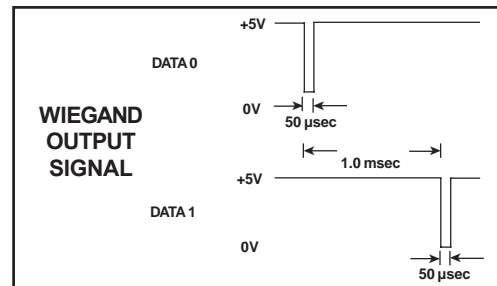 +5V
DATA 0
0V
50 µsec
WIEGAND
OUTPUT
SIGNAL
1.0 msec
+5V
DATA 1
0V
50 µsec